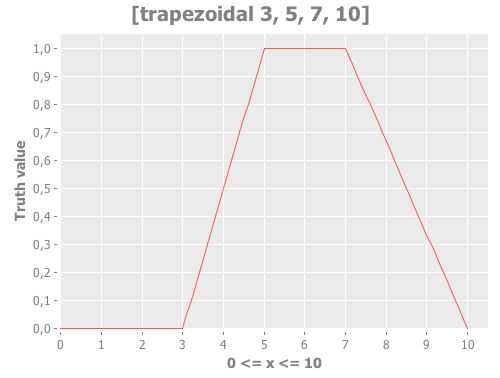 [trapezoidal 3, 5, 7, 10]
Truth value
1,0
0,9
0,8
0,7
0,6
0,5
0,4
0,3
0,2
0,1
0,0
0 1 2 3 4 5 6 7 8 9 10
0 <= x <= 10